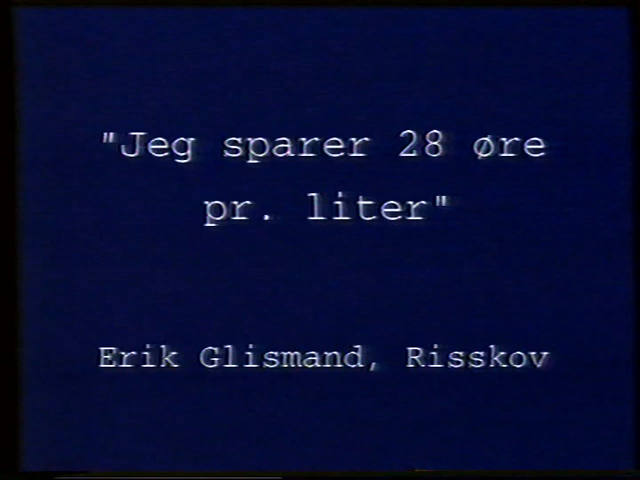 "Jeg sparer 28 øre
pr. liter"
Erik Glismand, Risskov